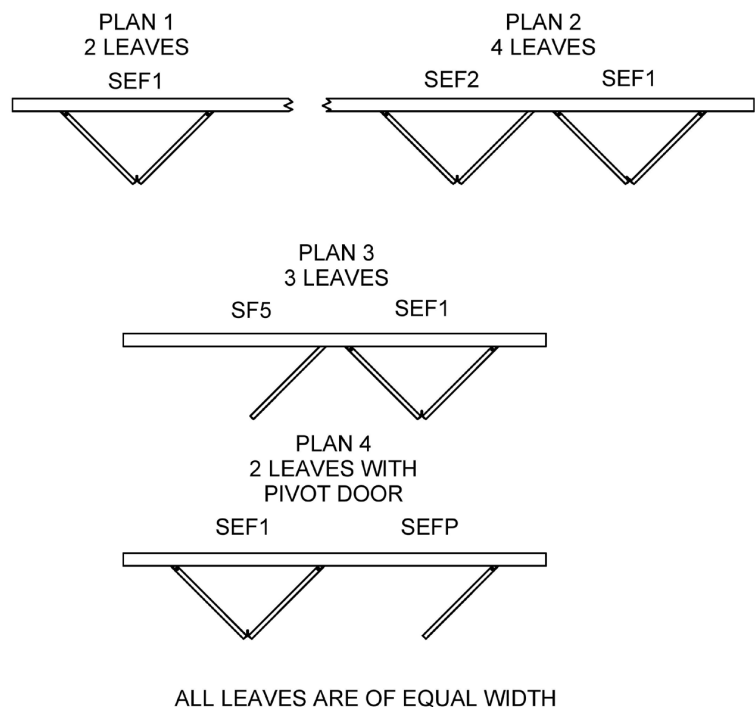 PLAN 1
2 LEAVES
SEF1
PLAN 2
4 LEAVES
SEF2 SEF1
PLAN 3
3 LEAVES
SF5 SEF1
PLAN 4
2 LEAVES WITH
PIVOT DOOR
SEF1 SEFP
ALL LEAVES ARE OF EQUAL WIDTH